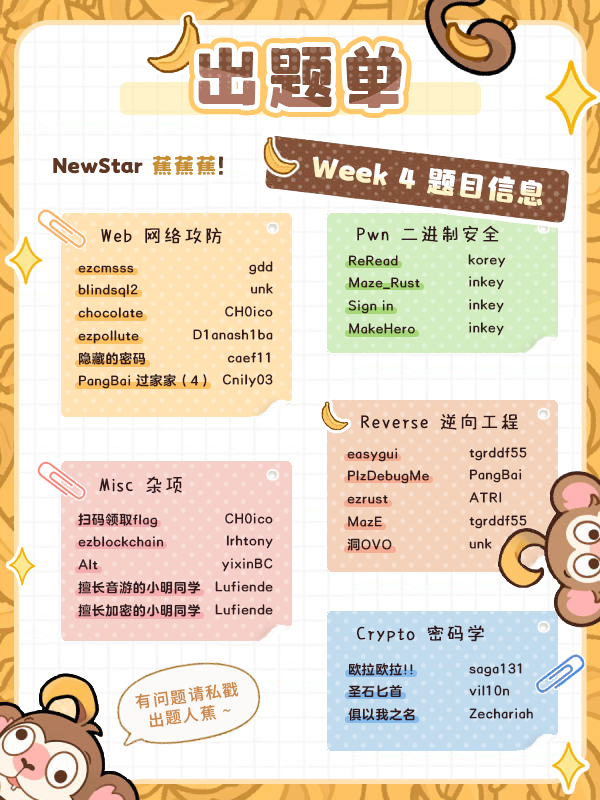 出题单
NewStar 蕉蕉蕉!
Week 4 题目信息
Web 网络攻防
ezcmsss gdd
blindsql2 unk
chocolate CH0ico
ezpollute D1anash1ba
隐藏的密码 caef11
PangBai 过家家（4） Cnily03
Pwn 二进制安全
ReRead korey
Maze_Rust inkey
Sign in inkey
MakeHero inkey
Reverse 逆向工程
easygui tgrddf55
PlzDebugMe PangBai
ezrust ATRI
MazE tgrddf55
洞OVO unk
Misc 杂项
扫码领取flag CH0ico
ezblockchain lrhtony
Alt yixinBC
擅长音游的小明同学 Lufiende
擅长加密的小明同学 Lufiende
Crypto 密码学
欧拉欧拉!! saga131
圣石匕首 vil10n
俱以我之名 Zechariah
有问题请私戳
出题人蕉 ~